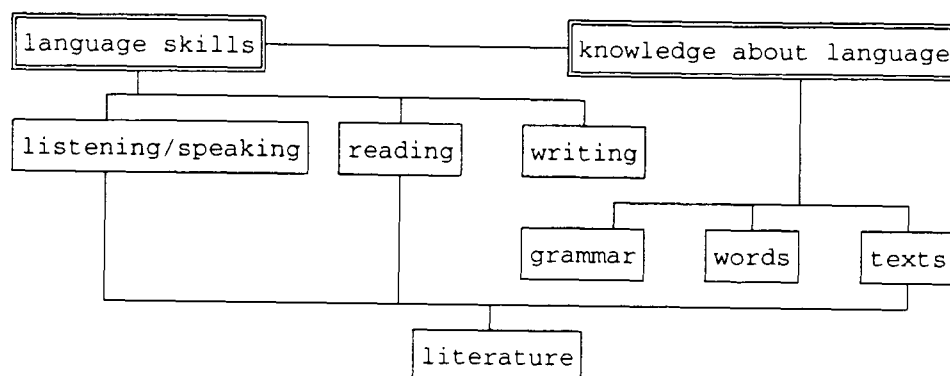 language skills
knowledge about language
listening/speaking
reading
writing
grammar
words
texts
literature